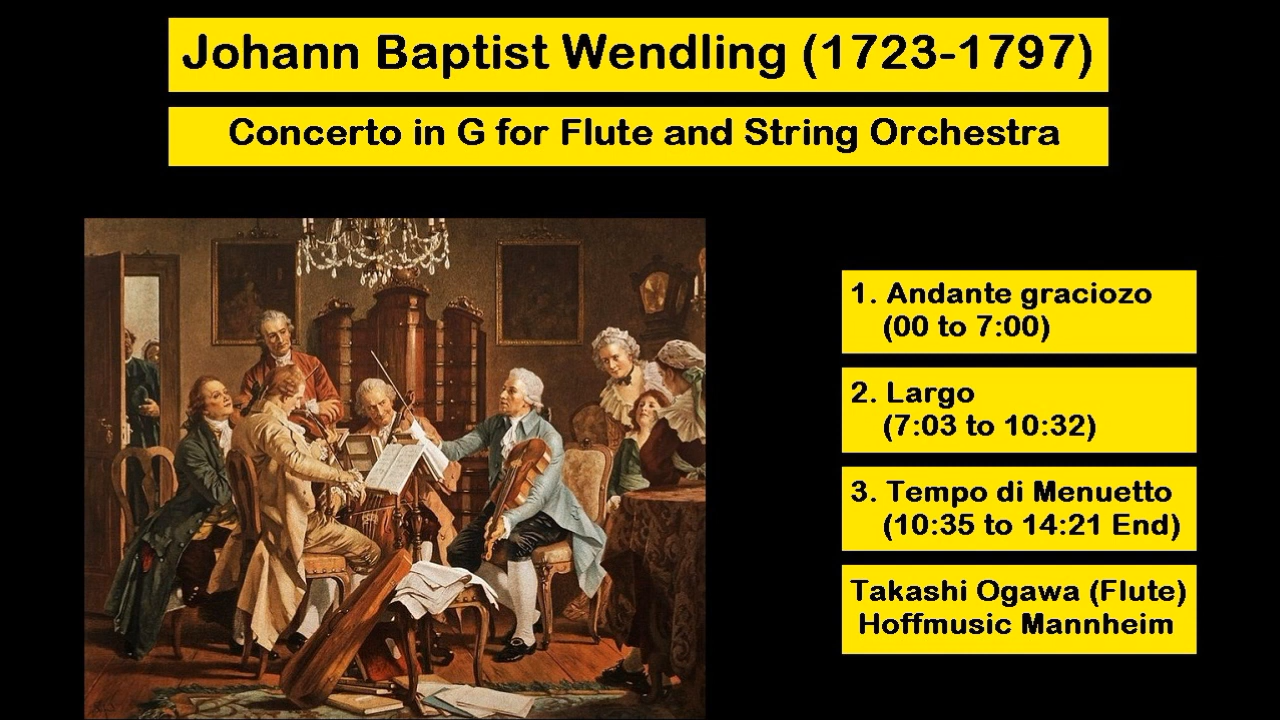 Johann Baptist Wendling (1723-1797)
Concerto in G for Flute and String Orchestra
1. Andante graciozo
(00 to 7:00)
2. Largo
(7:03 to 10:32)
3. Tempo di Menuetto
(10:35 to 14:21 End)
Takashi Ogawa (Flute)
Hoffmusic Mannheim